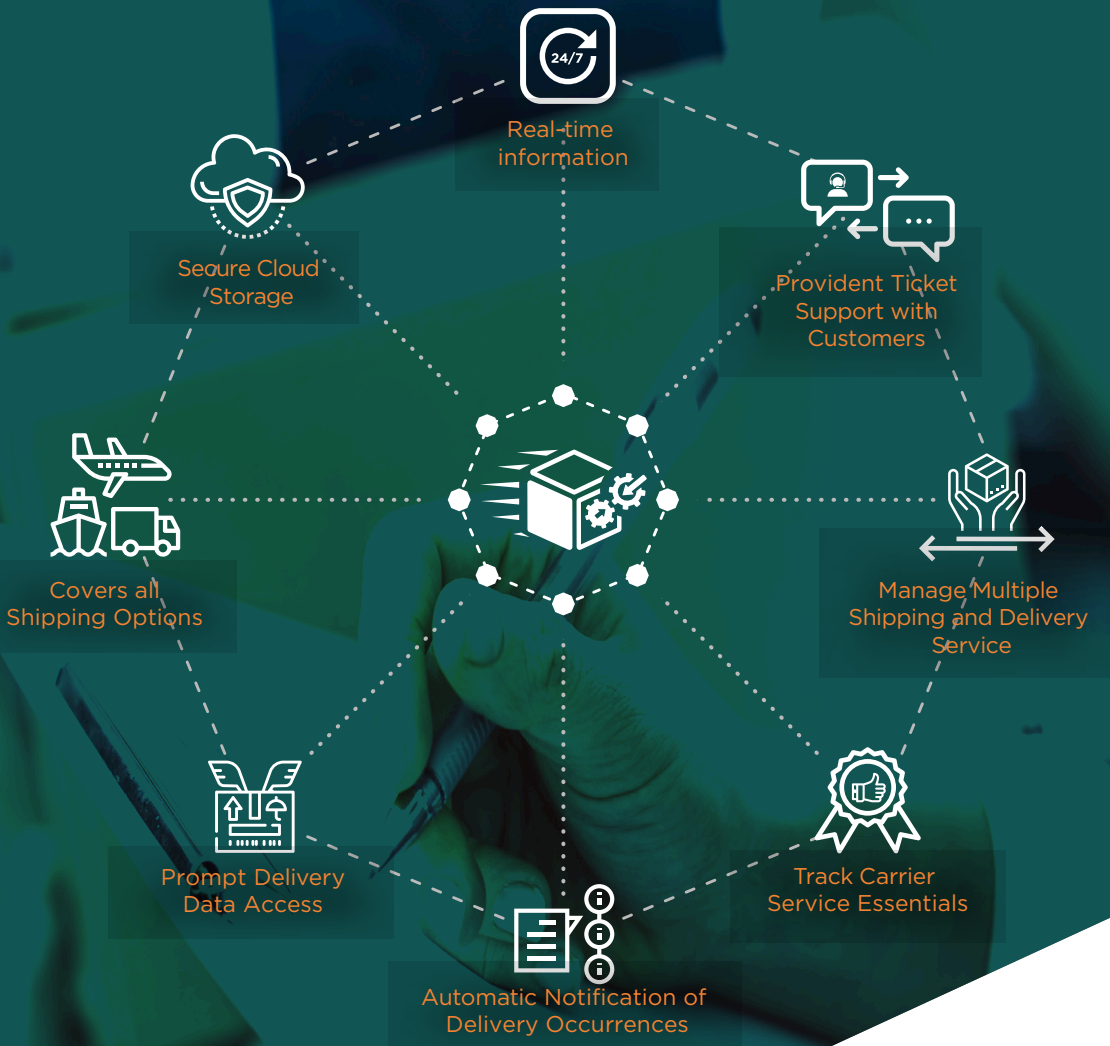 24/7
Real-time
information
Secure Cloud
Storage
Provident Ticket
Support with
Customers
Covers all
Shipping Options
Manage Multiple
Shipping and Delivery
Service
Prompt Delivery
Data Access
Track Carrier
Service Essentials
Automatic Notification of
Delivery Occurrences